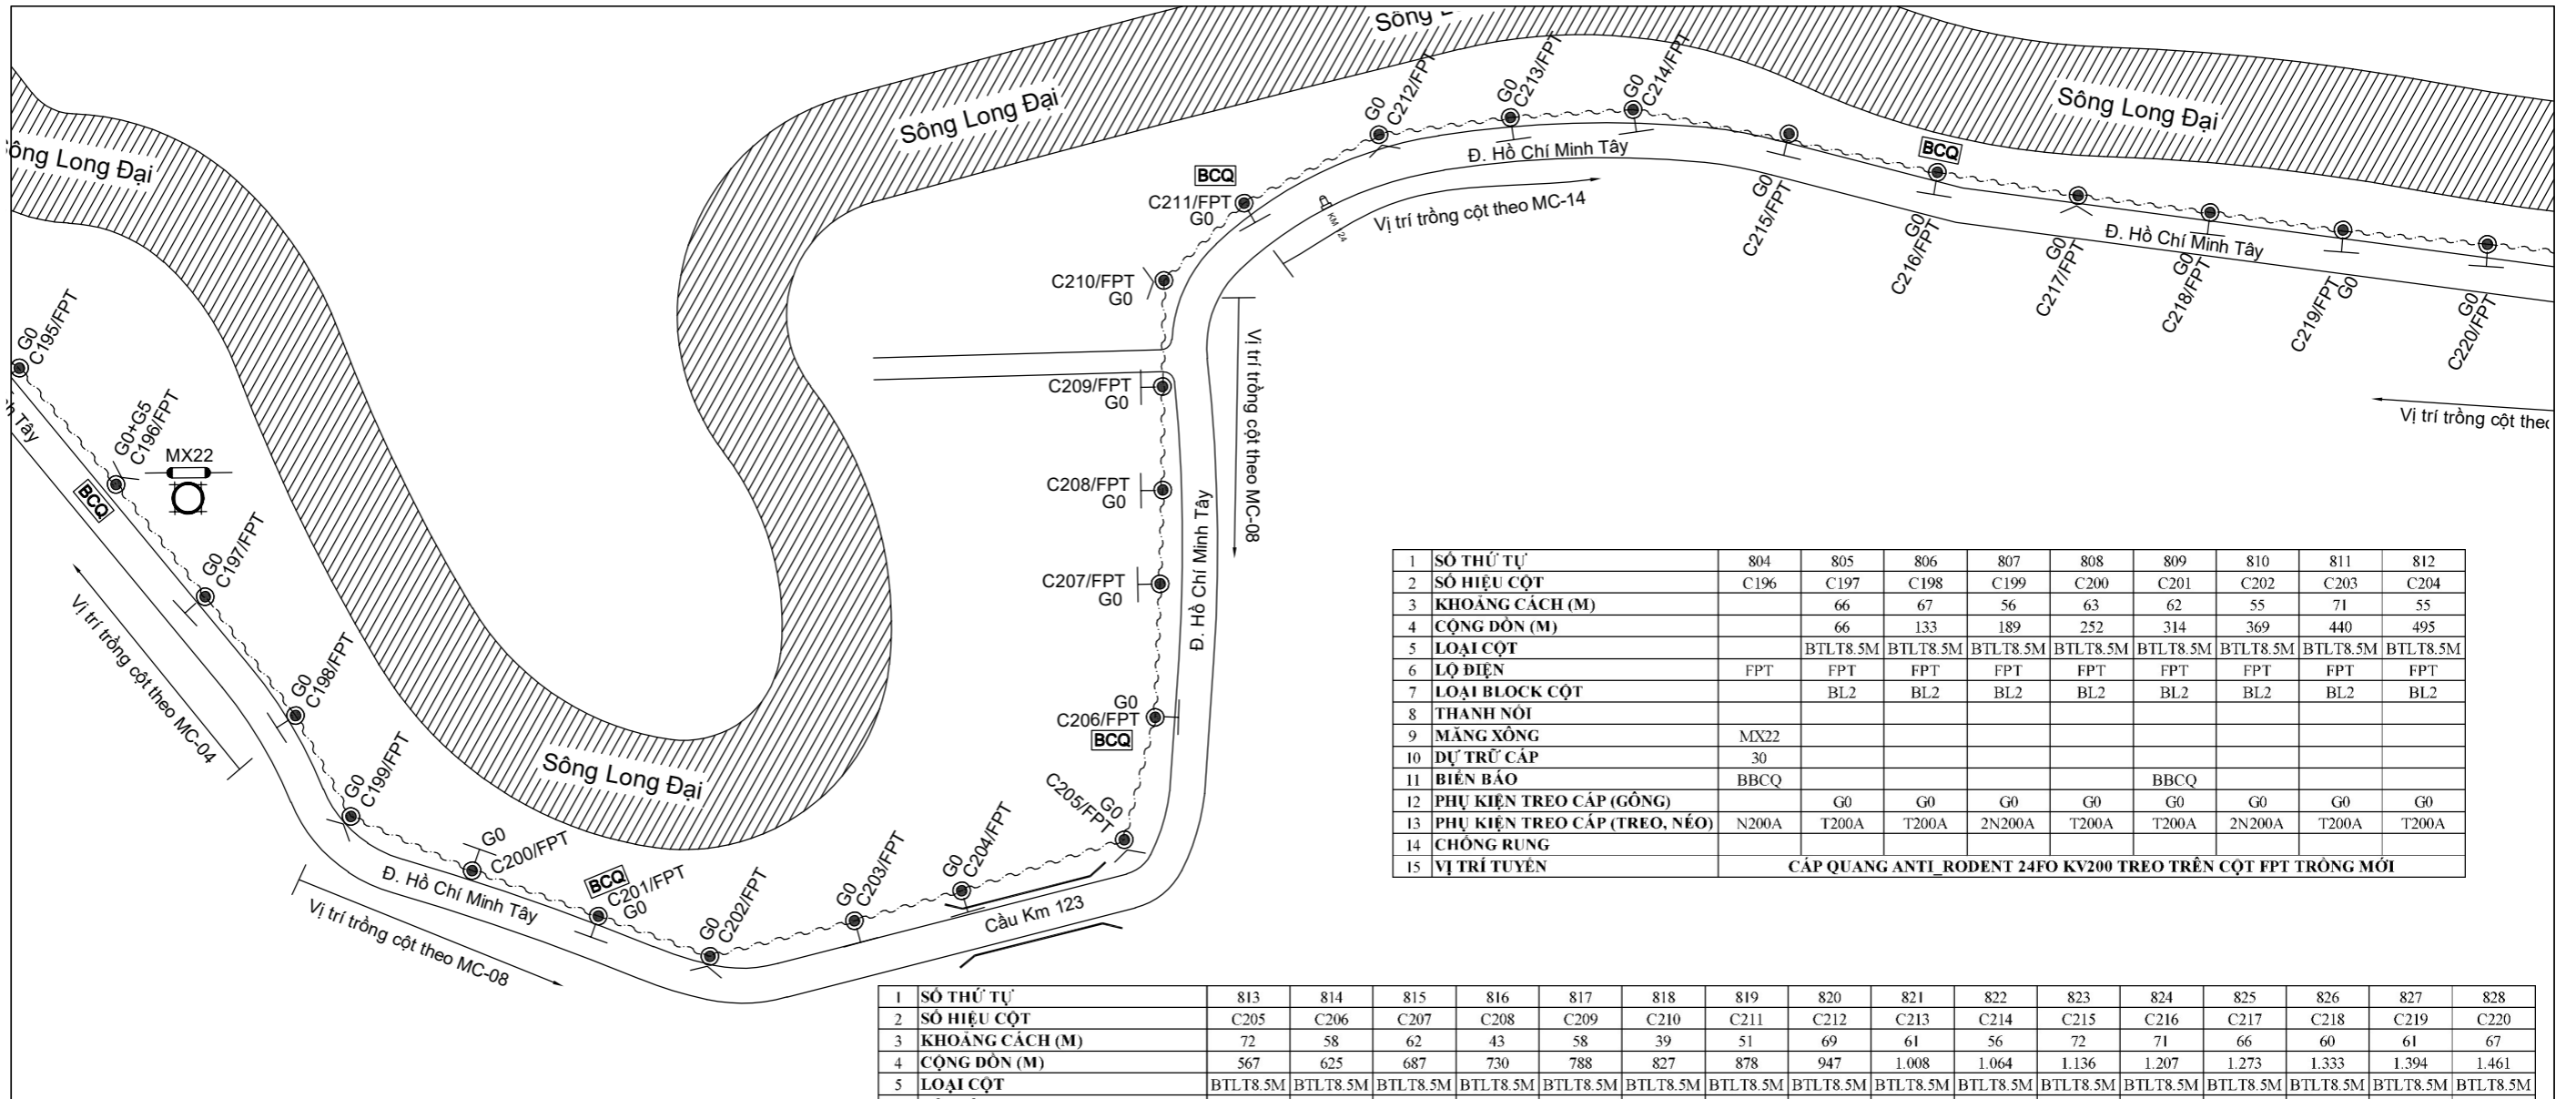 Sông Long Đại
Sông Long Đại
Sông Long Đại
Sông Long Đại
G0
C195/FPT
G0+G5
C196/FPT
MX22
BCQ
G0
C197/FPT
G0
C198/FPT
Vị trí trồng cột theo MC-04
G0
C199/FPT
G0
C200/FPT
Đ. Hồ Chí Minh Tây
Vị trí trồng cột theo MC-08
BCQ
C201/FPT
G0
G0
C202/FPT
G0
C203/FPT
G0
C204/FPT
Cầu Km 123
G0
C205/FPT
G0
C206/FPT
BCQ
C207/FPT
G0
C208/FPT
G0
C209/FPT
G0
C210/FPT
G0
Đ. Hồ Chí Minh Tây
Vị trí trồng cột theo MC-08
BCQ
C211/FPT
G0
G0
C212/FPT
G0
C213/FPT
G0
C214/FPT
Đ. Hồ Chí Minh Tây
Vị trí trồng cột theo MC-14
G0
C215/FPT
BCQ
G0
C216/FPT
G0
C217/FPT
Đ. Hồ Chí Minh Tây
G0
C218/FPT
G0
C219/FPT
G0
C220/FPT
Vị trí trồng cột
1 SỐ THỨ TỰ 804 805 806 807 808 809 810 811 812
2 SỐ HIỆU CỘT C196 C197 C198 C199 C200 C201 C202 C203 C204
3 KHOẢNG CÁCH (M) 66 67 56 63 62 55 71 55
4 CỘNG DỒN (M) 66 133 189 252 314 369 440 495
5 LOẠI CỘT BTLT8.5M BTLT8.5M BTLT8.5M BTLT8.5M BTLT8.5M BTLT8.5M BTLT8.5M BTLT8.5M
6 LỘ ĐIỆN FPT FPT FPT FPT FPT FPT FPT FPT FPT
7 LOẠI BLOCK CỘT BL2 BL2 BL2 BL2 BL2 BL2 BL2 BL2
8 THANH NỐI
9 MĂNG XÔNG MX22
10 DỰ TRỮ CÁP 30
11 BIỂN BÁO BBCQ BBCQ
12 PHỤ KIỆN TREO CÁP (GÔNG) G0 G0 G0 G0 G0 G0 G0 G0
13 PHỤ KIỆN TREO CÁP (TREO, NÉO) N200A T200A T200A 2N200A T200A T200A 2N200A T200A T200A
14 CHỐNG RUNG
15 VỊ TRÍ TUYẾN CÁP QUANG ANTI_RODENT 24FO KV200 TREO TRÊN CỘT FPT TRỒNG MỚI
1 SỐ THỨ TỰ 813 814 815 816 817 818 819 820 821 822 823 824 825 826 827 828
2 SỐ HIỆU CỘT C205 C206 C207 C208 C209 C210 C211 C212 C213 C214 C215 C216 C217 C218 C219 C220
3 KHOẢNG CÁCH (M) 72 58 62 43 58 39 51 69 61 56 72 71 66 60 61 67
4 CỘNG DỒN (M) 567 625 687 730 788 827 878 947 1.008 1.064 1.136 1.207 1.273 1.333 1.394 1.461
5 LOẠI CỘT BTLT8.5M BTLT8.5M BTLT8.5M BTLT8.5M BTLT8.5M BTLT8.5M BTLT8.5M BTLT8.5M BTLT8.5M BTLT8.5M BTLT8.5M BTLT8.5M BTLT8.5M BTLT8.5M BTLT8.5M BTLT8.5M